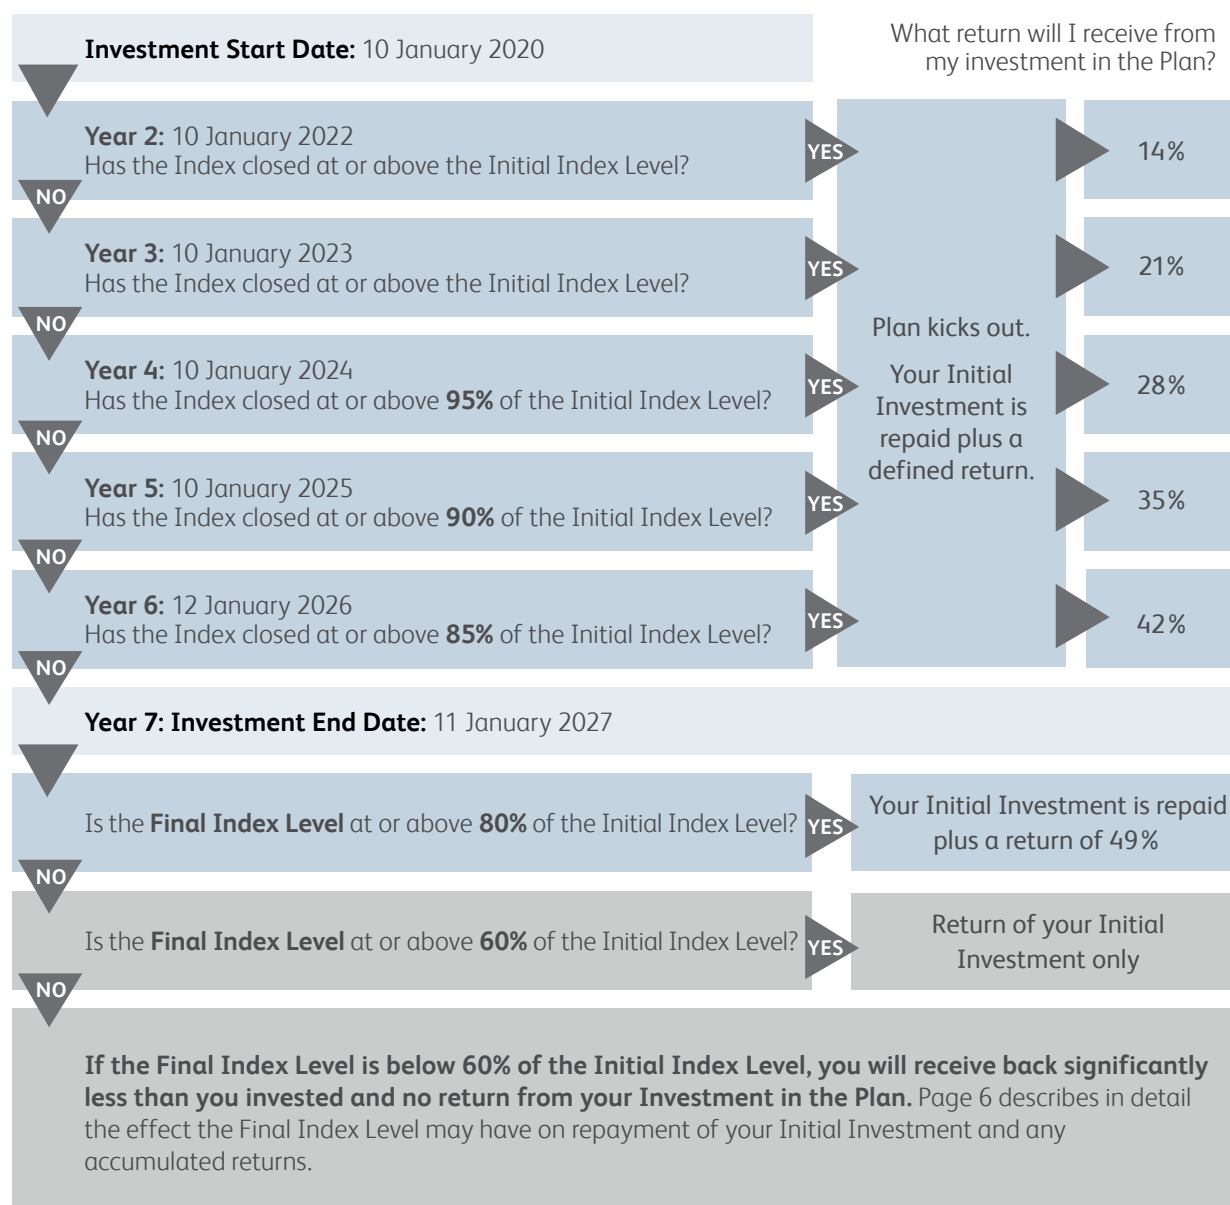 Investment Start Date: 10 January 2020
What return will I receive from
my investment in the Plan?
Year 2: 10 January 2022
Has the Index closed at or above the Initial Index Level?
YES
14%
NO
Year 3: 10 January 2023
Has the Index closed at or above the Initial Index Level?
YES
21%
NO
Plan kicks out.
Your Initial
Investment is
repaid plus a
defined return.
Year 4: 10 January 2024
Has the Index closed at or above 95% of the Initial Index Level?
YES
28%
NO
Year 5: 10 January 2025
Has the Index closed at or above 90% of the Initial Index Level?
YES
35%
NO
Year 6: 12 January 2026
Has the Index closed at or above 85% of the Initial Index Level?
YES
42%
NO
Year 7: Investment End Date: 11 January 2027
Is the Final Index Level at or above 80% of the Initial Index Level?
YES
Your Initial Investment is repaid
plus a return of 49%
NO
Is the Final Index Level at or above 60% of the Initial Index Level?
YES
Return of your Initial
Investment only
NO
If the Final Index Level is below 60% of the Initial Index Level, you will receive back significantly
less than you invested and no return from your Investment in the Plan. Page 6 describes in detail
the effect the Final Index Level may have on repayment of your Initial Investment and any
accumulated returns.